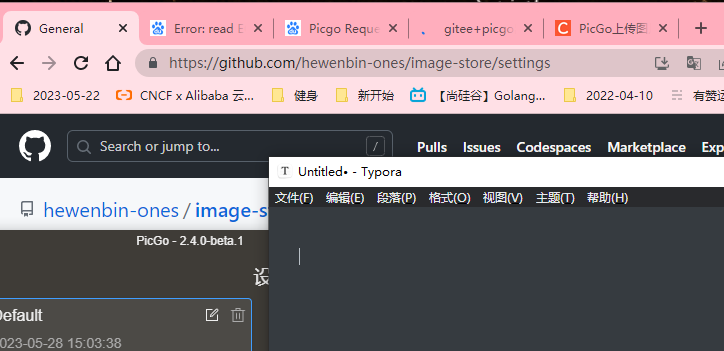 General
Error: read E
Picgo Reque
gitee+picgo
PicGo上传图
https://github.com/hewenbin-ones/image-store/settings
2023-05-22
CNCF x Alibaba 云...
健身
新开始
【尚硅谷】Golang...
2022-04-10
有赞运
Search or jump to...
/
Pulls
Issues
Codespaces
Marketplace
Exp
Untitled• - Typora
hewenbin-ones / image-s
文件(F) 编辑(E) 段落(P) 格式(O) 视图(V) 主题(T) 帮助(H)
PicGo - 2.4.0-beta.1
设
Default
2023-05-28 15:03:38